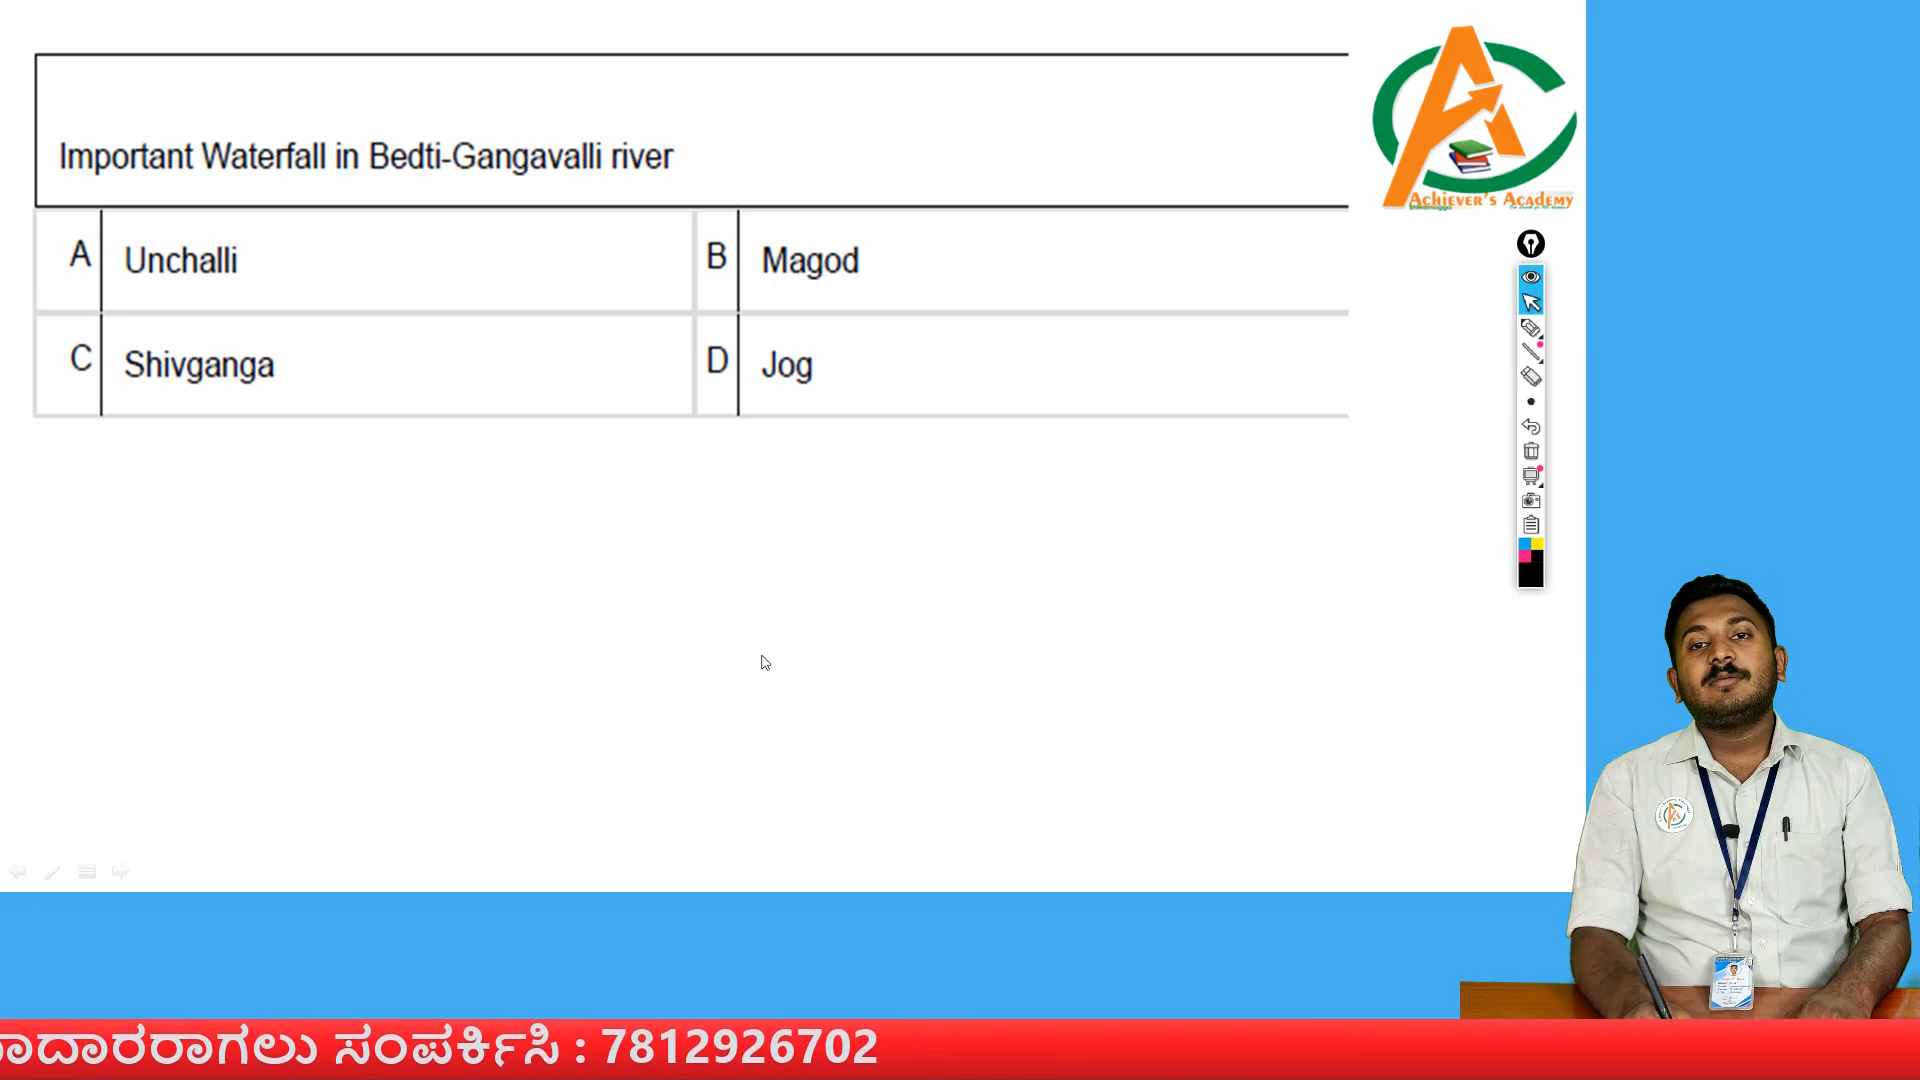 Important Waterfall in Bedti-Gangavalli river
A Unchalli
B Magod
C Shivganga
D Jog
ACHIEVER'S ACADEMY
ಾದಾರರಾಗಲು ಸಂಪರ್ಕಿಸಿ : 7812926702